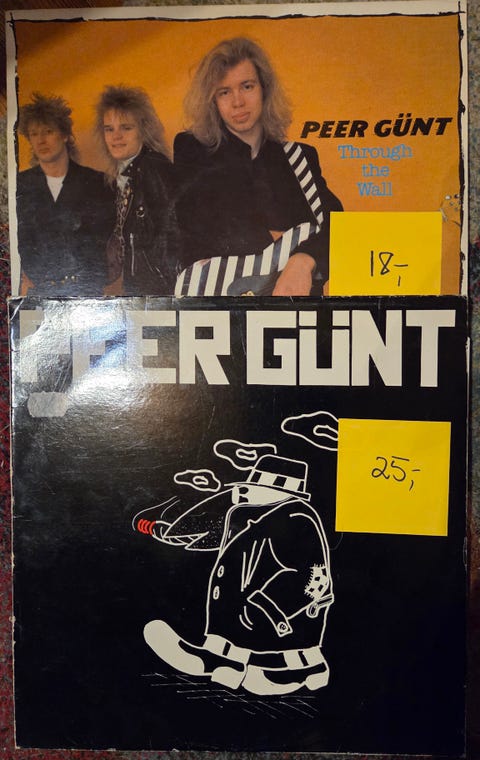 PEER GÜNT
Through
the
Wall
18,-
PEER GÜNT
25,-